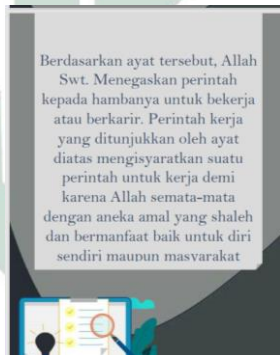 Berdasarkan ayat tersebut, Allah
Swt. Menegaskan perintah
kepada hambanya untuk bekerja
atau berkarir. Perintah kerja
yang ditunjukkan oleh ayat
diatas mengisyaratkan suatu
perintah untuk kerja demi
karena Allah semata-mata
dengan aneka amal yang shaleh
dan bermanfaat baik untuk diri
sendiri maupun masyarakat